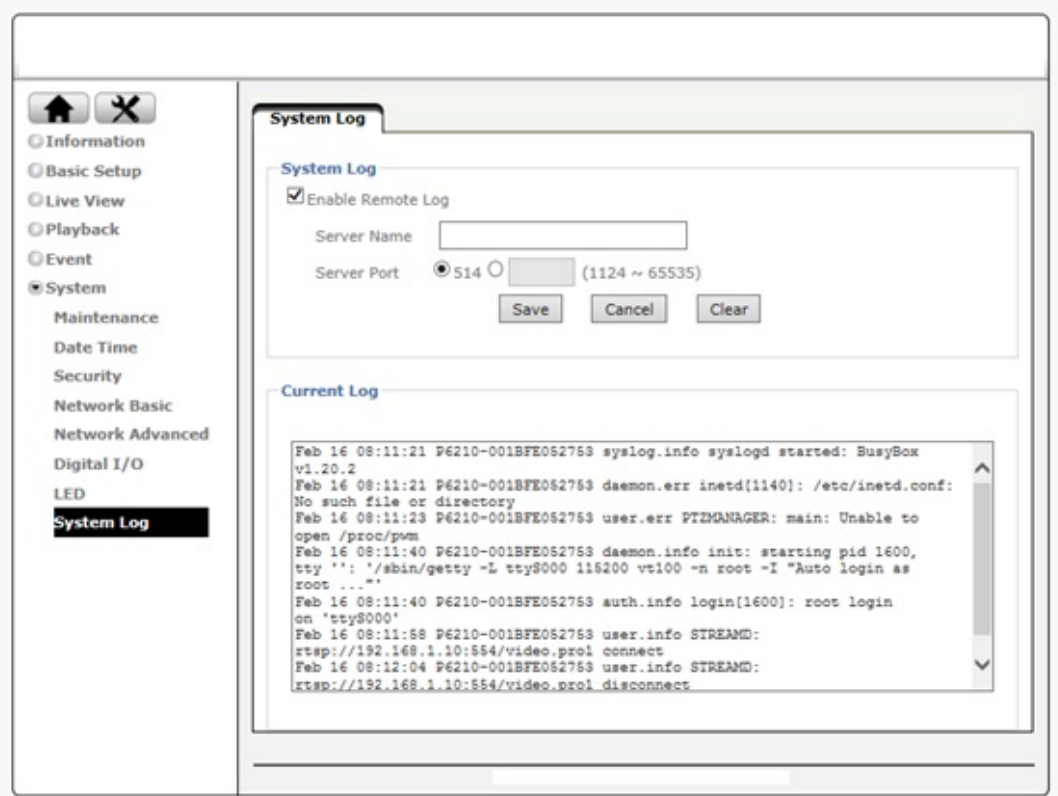 Information
Basic Setup
Live View
Playback
Event
System
Maintenance
Date Time
Security
Network Basic
Network Advanced
Digital I/O
LED
System Log
System Log
System Log
Enable Remote Log
Server Name
Server Port 514 (1124 ~ 65535)
Save Cancel Clear
Current Log
Feb 16 08:11:21 P6210-001BFE052753 syslog.info syslogd started: BusyBox
v1.20.2
Feb 16 08:11:21 P6210-001BFE052753 daemon.err inetd[1140]: /etc/inetd.conf:
No such file or directory
Feb 16 08:11:23 P6210-001BFE052753 user.err PTZMANAGER: main: Unable to
open /proc/pwm
Feb 16 08:11:40 P6210-001BFE052753 daemon.info init: starting pid 1600,
tty '': '/sbin/getty -L ttyS000 115200 vt100 -n root -I "Auto login as
root ..."'
Feb 16 08:11:40 P6210-001BFE052753 auth.info login[1600]: root login
on 'ttyS000'
Feb 16 08:11:58 P6210-001BFE052753 user.info STREAMD:
rtsp://192.168.1.10:554/video.pro1 connect
Feb 16 08:12:04 P6210-001BFE052753 user.info STREAMD:
rtsp://192.168.1.10:554/video.pro1 disconnect